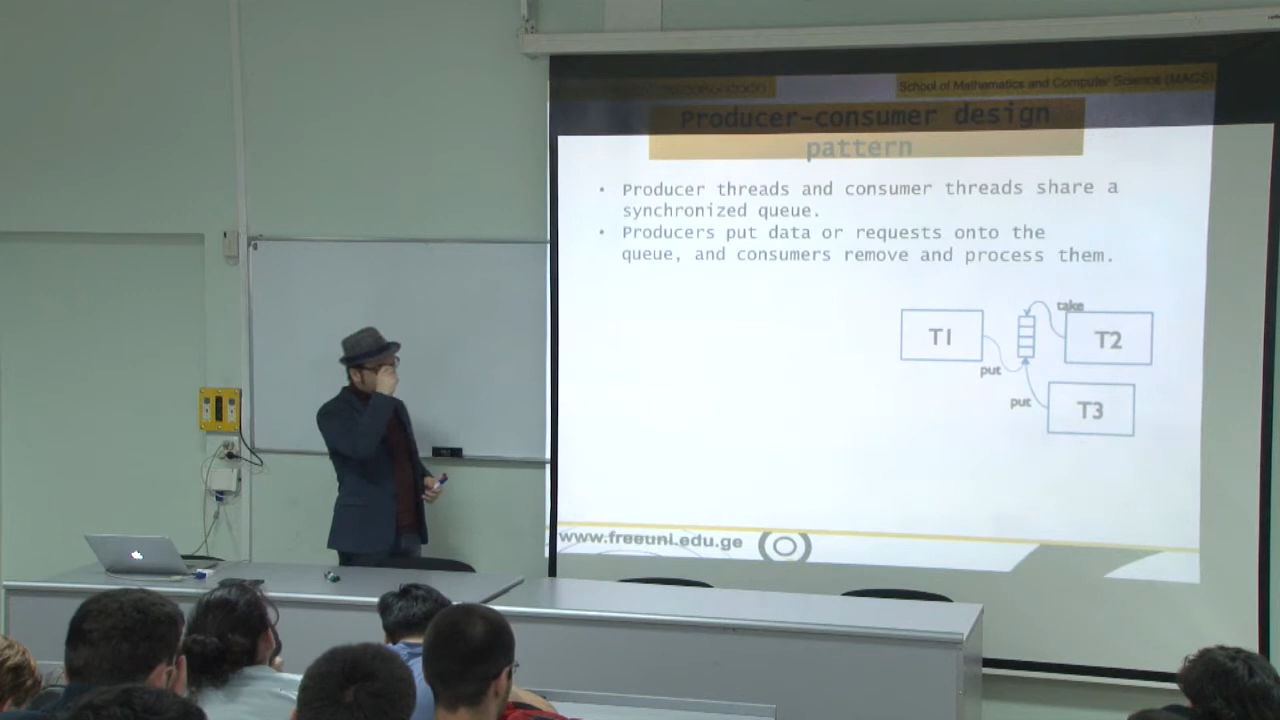 School of Mathematics and Computer Science (MACS)
Producer-consumer design
pattern
• Producer threads and consumer threads share a
synchronized queue.
• Producers put data or requests onto the
queue, and consumers remove and process them.
take
T1
T2
put
put
T3
www.freeuni.edu.ge